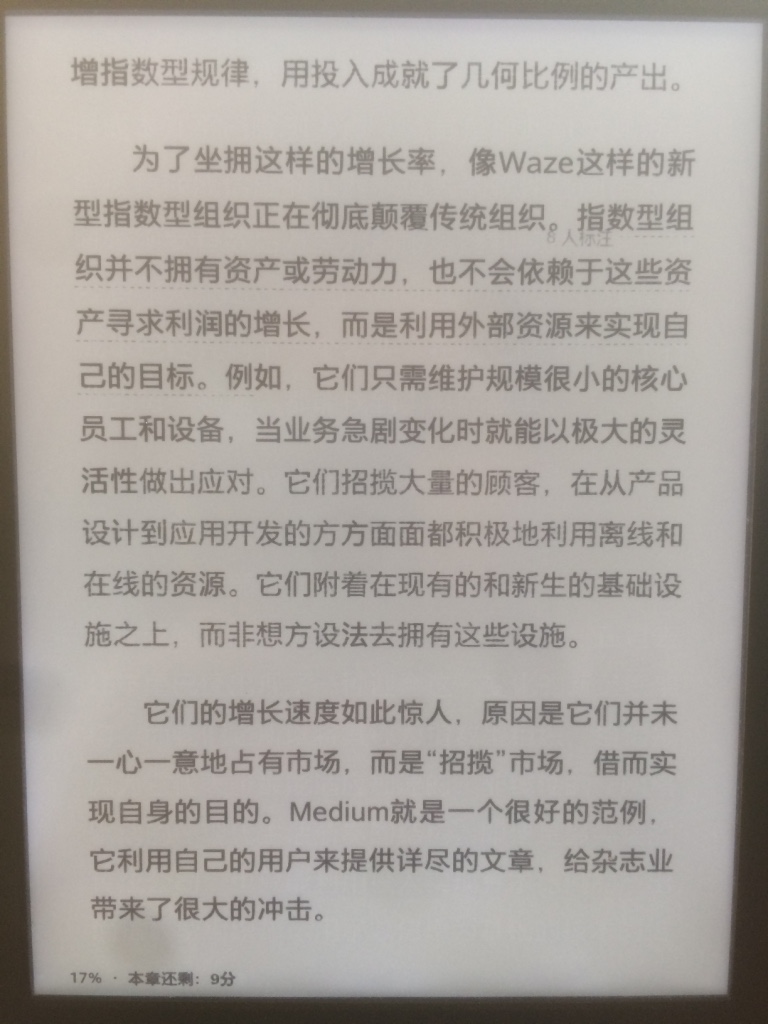 增指数型规律，用投入成就了几何比例的产出。
为了坐拥这样的增长率，像Waze这样的新
型指数型组织正在彻底颠覆传统组织。指数型组
8 人标注
织并不拥有资产或劳动力，也不会依赖于这些资
产寻求利润的增长，而是利用外部资源来实现自
己的目标。例如，它们只需维护规模很小的核心
员工和设备，当业务急剧变化时就能以极大的灵
活性做出应对。它们招揽大量的顾客，在从产品
设计到应用开发的方方面面都积极地利用离线和
在线的资源。它们附着在现有的和新生的基础设
施之上，而非想方设法去拥有这些设施。
它们的增长速度如此惊人，原因是它们并未
一心一意地占有市场，而是“招揽”市场，借而实
现自身的目的。Medium就是一个很好的范例，
它利用自己的用户来提供详尽的文章，给杂志业
带来了很大的冲击。
17% · 本章还剩：9分